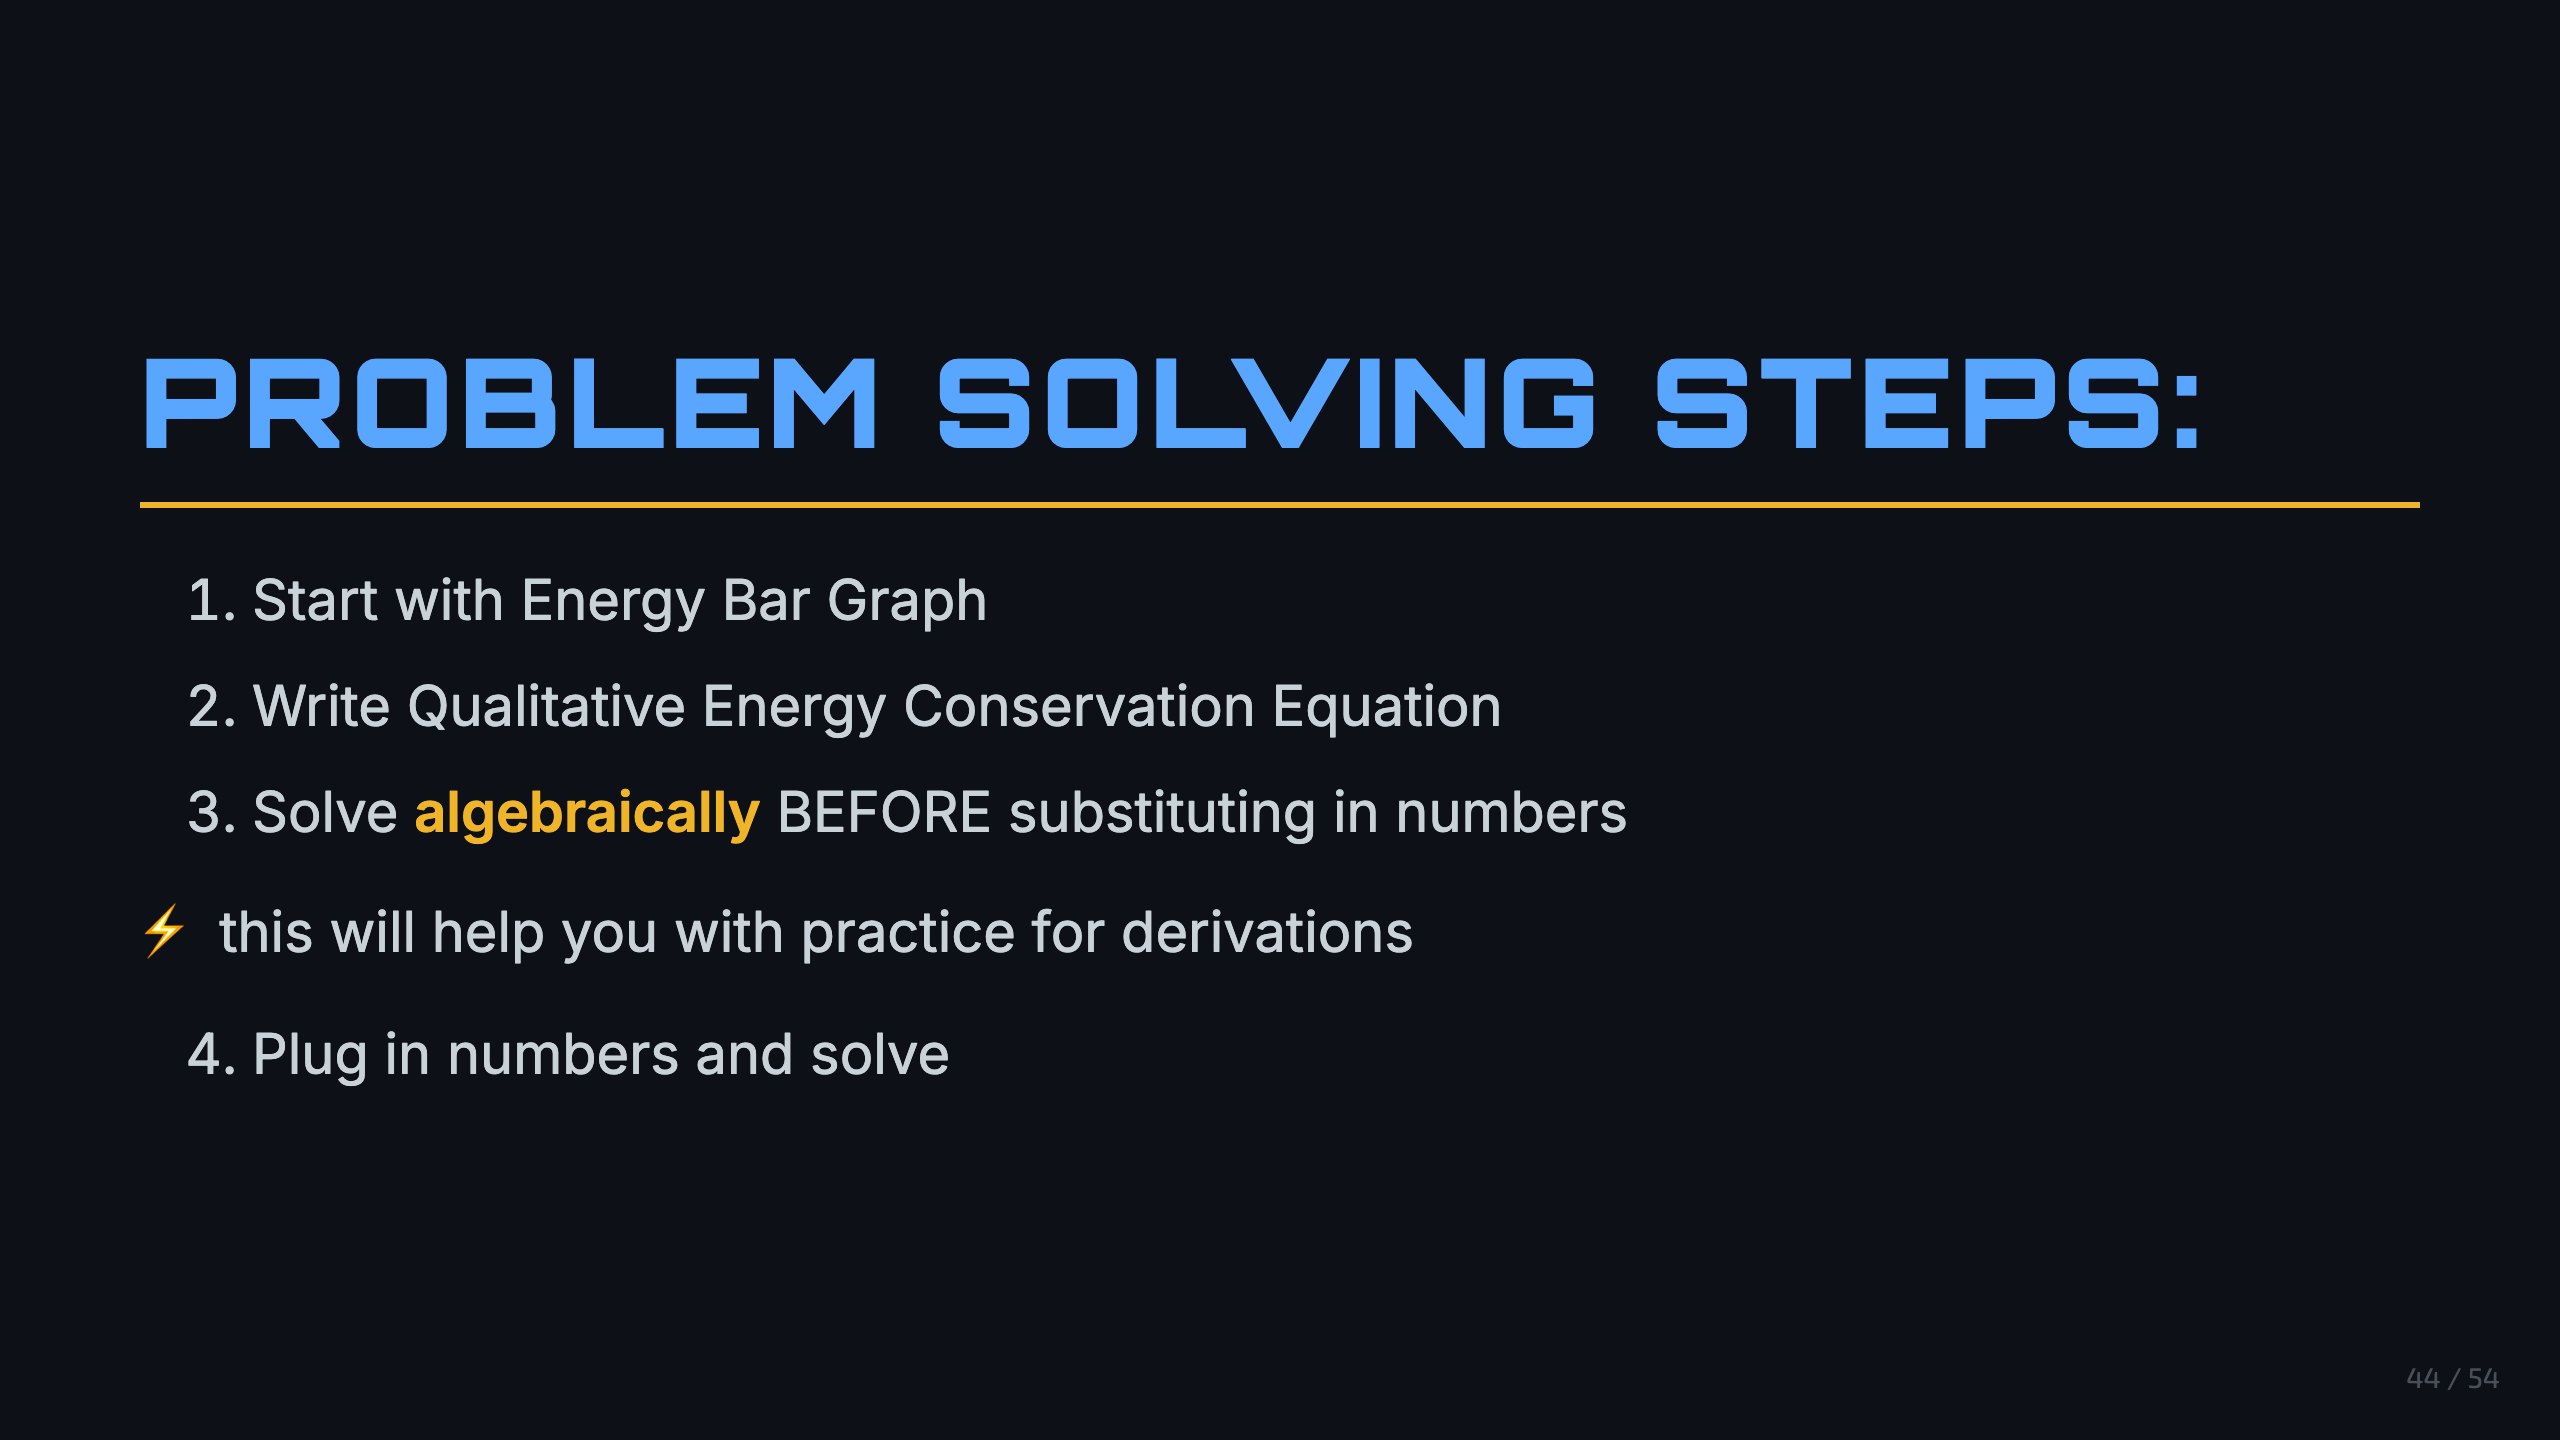 PROBLEM SOLVING STEPS:
1. Start with Energy Bar Graph
2. Write Qualitative Energy Conservation Equation
3. Solve algebraically BEFORE substituting in numbers
⚡ this will help you with practice for derivations
4. Plug in numbers and solve
44 / 54